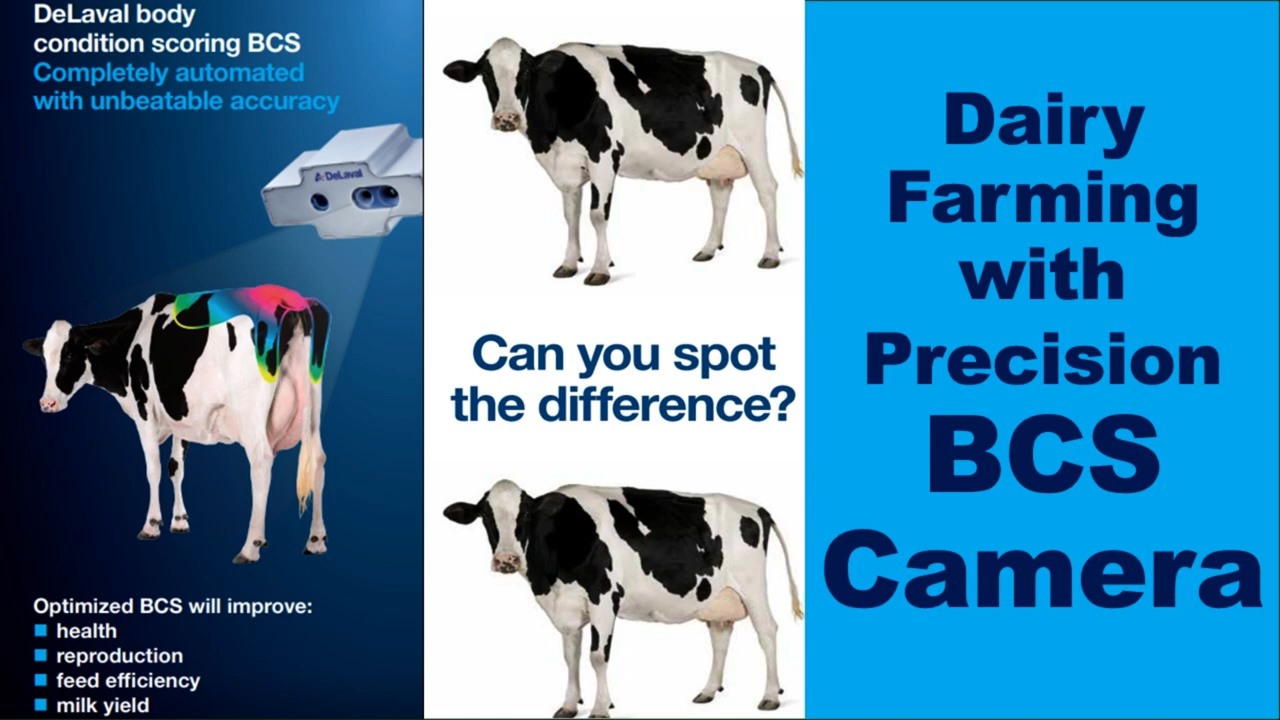 DeLaval body
condition scoring BCS
Completely automated
with unbeatable accuracy
DeLaval
Optimized BCS will improve:
health
reproduction
feed efficiency
milk yield
Can you spot
the difference?
Dairy
Farming
with
Precision
BCS
Camera